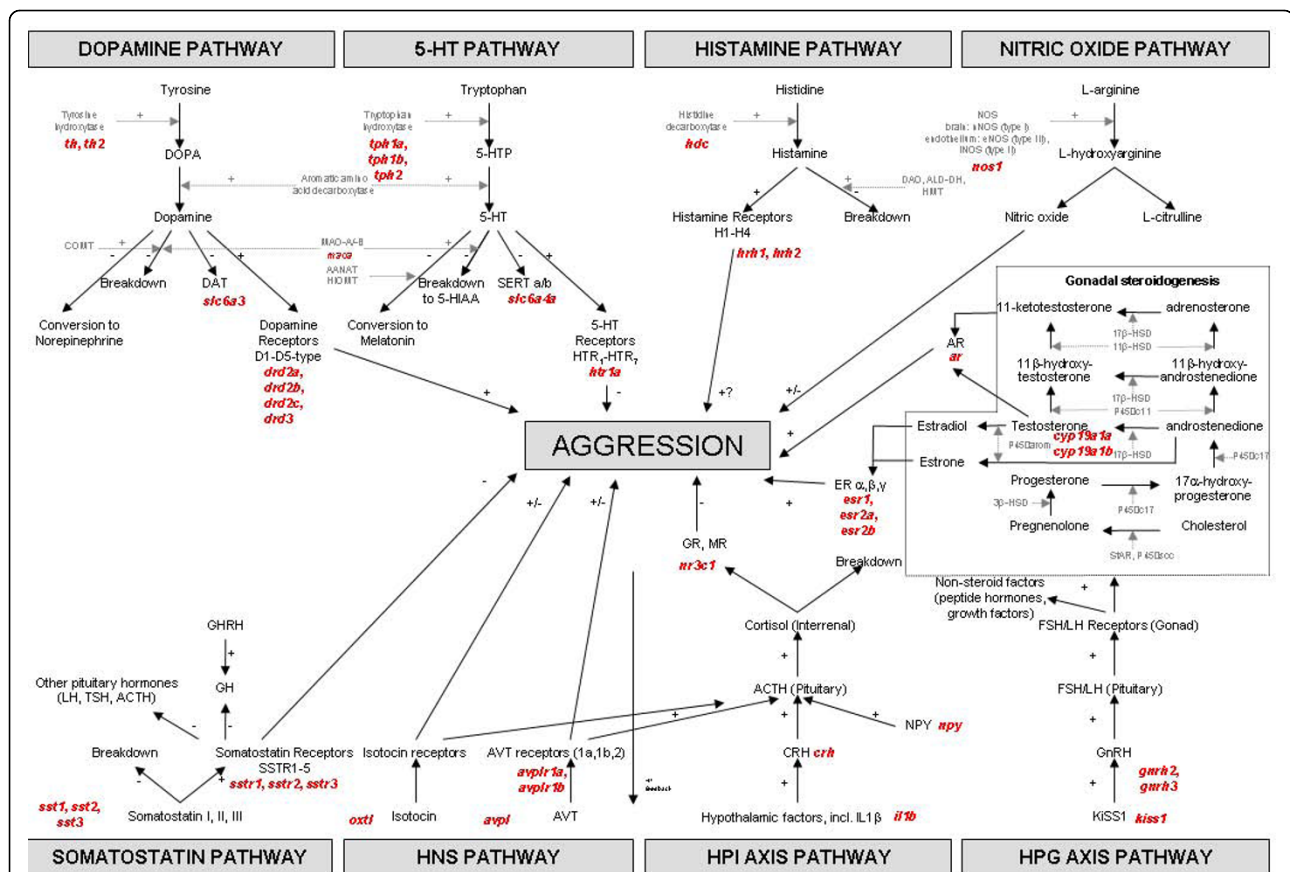 DOPAMINE PATHWAY
5-HT PATHWAY
HISTAMINE PATHWAY
NITRIC OXIDE PATHWAY
Tyrosine
Tyrosine
hydroxylase
+
th, th2
DOPA
Dopamine
COMT
+
-
-
-
+
Breakdown
DAT
slc6a3
Conversion to
Norepinephrine
Dopamine
Receptors
D1-D5-type
drd2a,
drd2b,
drd2c,
drd3
+
Tryptophan
Tryptophan
hydroxylase
+
tph1a,
tph1b,
tph2
5-HTP
+
Aromatic amino
acid decarboxylase
+
5-HT
MAO-A/-B
maoa
+
AANAT
HIOMT
-
-
-
+
Breakdown
to 5-HIAA
SERT a/b
slc6a4a
Conversion to
Melatonin
5-HT
Receptors
HTR1-HTR7
htr1a
-
Histidine
Histidine
decarboxylase
+
hdc
Histamine
+
-
+
DAO, ALD-DH,
HMT
Histamine Receptors
H1-H4
Breakdown
hrh1, hrh2
+?
L-arginine
NOS
brain: nNOS (type I)
endothelium: eNOS (type III),
iNOS (type II)
+
nos1
L-hydroxyarginine
Nitric oxide
L-citrulline
+/-
Gonadal steroidogenesis
11-ketotestosterone
adrenosterone
17β-HSD
11β-HSD
AR
ar
+
11β-hydroxy-
testosterone
11β-hydroxy-
androstenedione
17β-HSD
P450c11
Estradiol
Testosterone
cyp19a1a
cyp19a1b
androstenedione
P450arom
17β-HSD
P450c17
Estrone
Progesterone
17α-hydroxy-
progesterone
3β-HSD
P450c17
Pregnenolone
Cholesterol
StAR, P450scc
AGGRESSION
ER α,β,γ
+
esr1,
esr2a,
esr2b
-
GR, MR
nr3c1
Breakdown
Cortisol (Interrenal)
+
ACTH (Pituitary)
+
+
+
NPY
npy
CRH
crh
+
Hypothalamic factors, incl. IL1β
il1b
Non-steroid factors
(peptide hormones,
growth factors)
+
FSH/LH Receptors (Gonad)
+
FSH/LH (Pituitary)
+
GnRH
gnrh2,
gnrh3
+
KiSS1
kiss1
-
+/-
+/-
GHRH
+
GH
Other pituitary hormones
(LH, TSH, ACTH)
-
-
Breakdown
Somatostatin Receptors
SSTR1-5
sstr1, sstr2, sstr3
-
+
sst1, sst2,
sst3
Somatostatin I, II, III
Isotocin receptors
AVT receptors (1a,1b,2)
avplr1a,
avplr1b
oxtl
Isotocin
avpl
AVT
feedback
SOMATOSTATIN PATHWAY
HNS PATHWAY
HPI AXIS PATHWAY
HPG AXIS PATHWAY